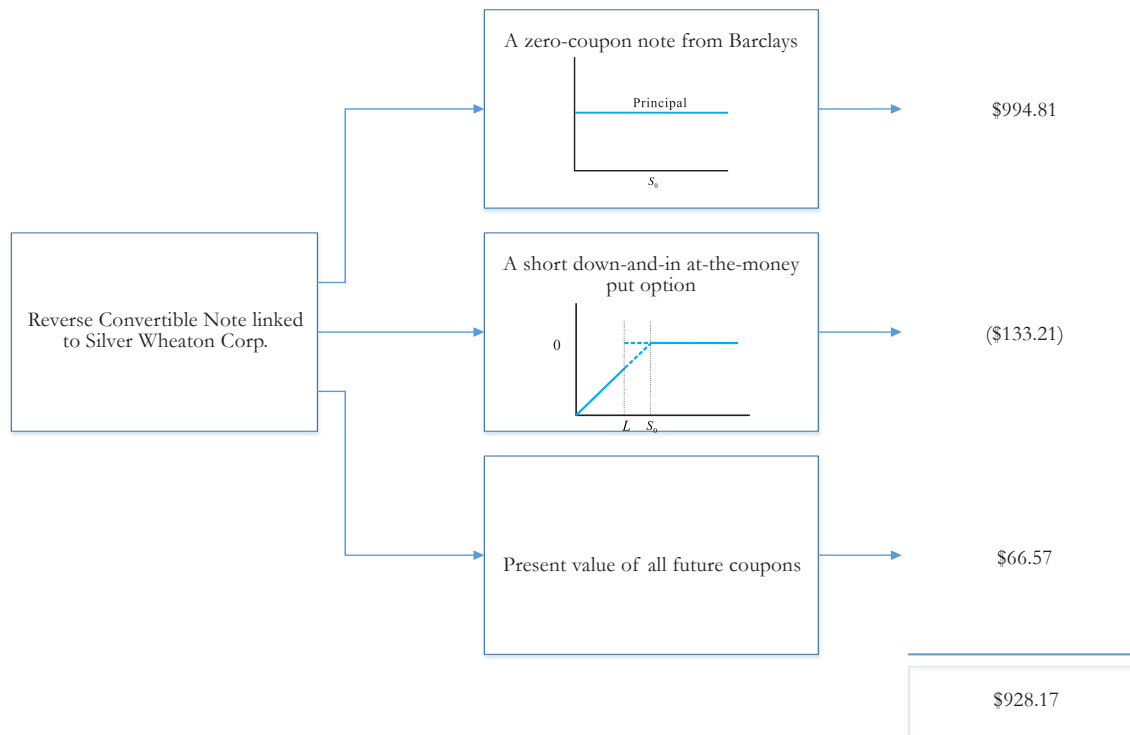 A zero-coupon note from Barclays
Principal
S₀
$994.81
Reverse Convertible Note linked
to Silver Wheaton Corp.
A short down-and-in at-the-money
put option
0
L S₀
($133.21)
Present value of all future coupons
$66.57
$928.17